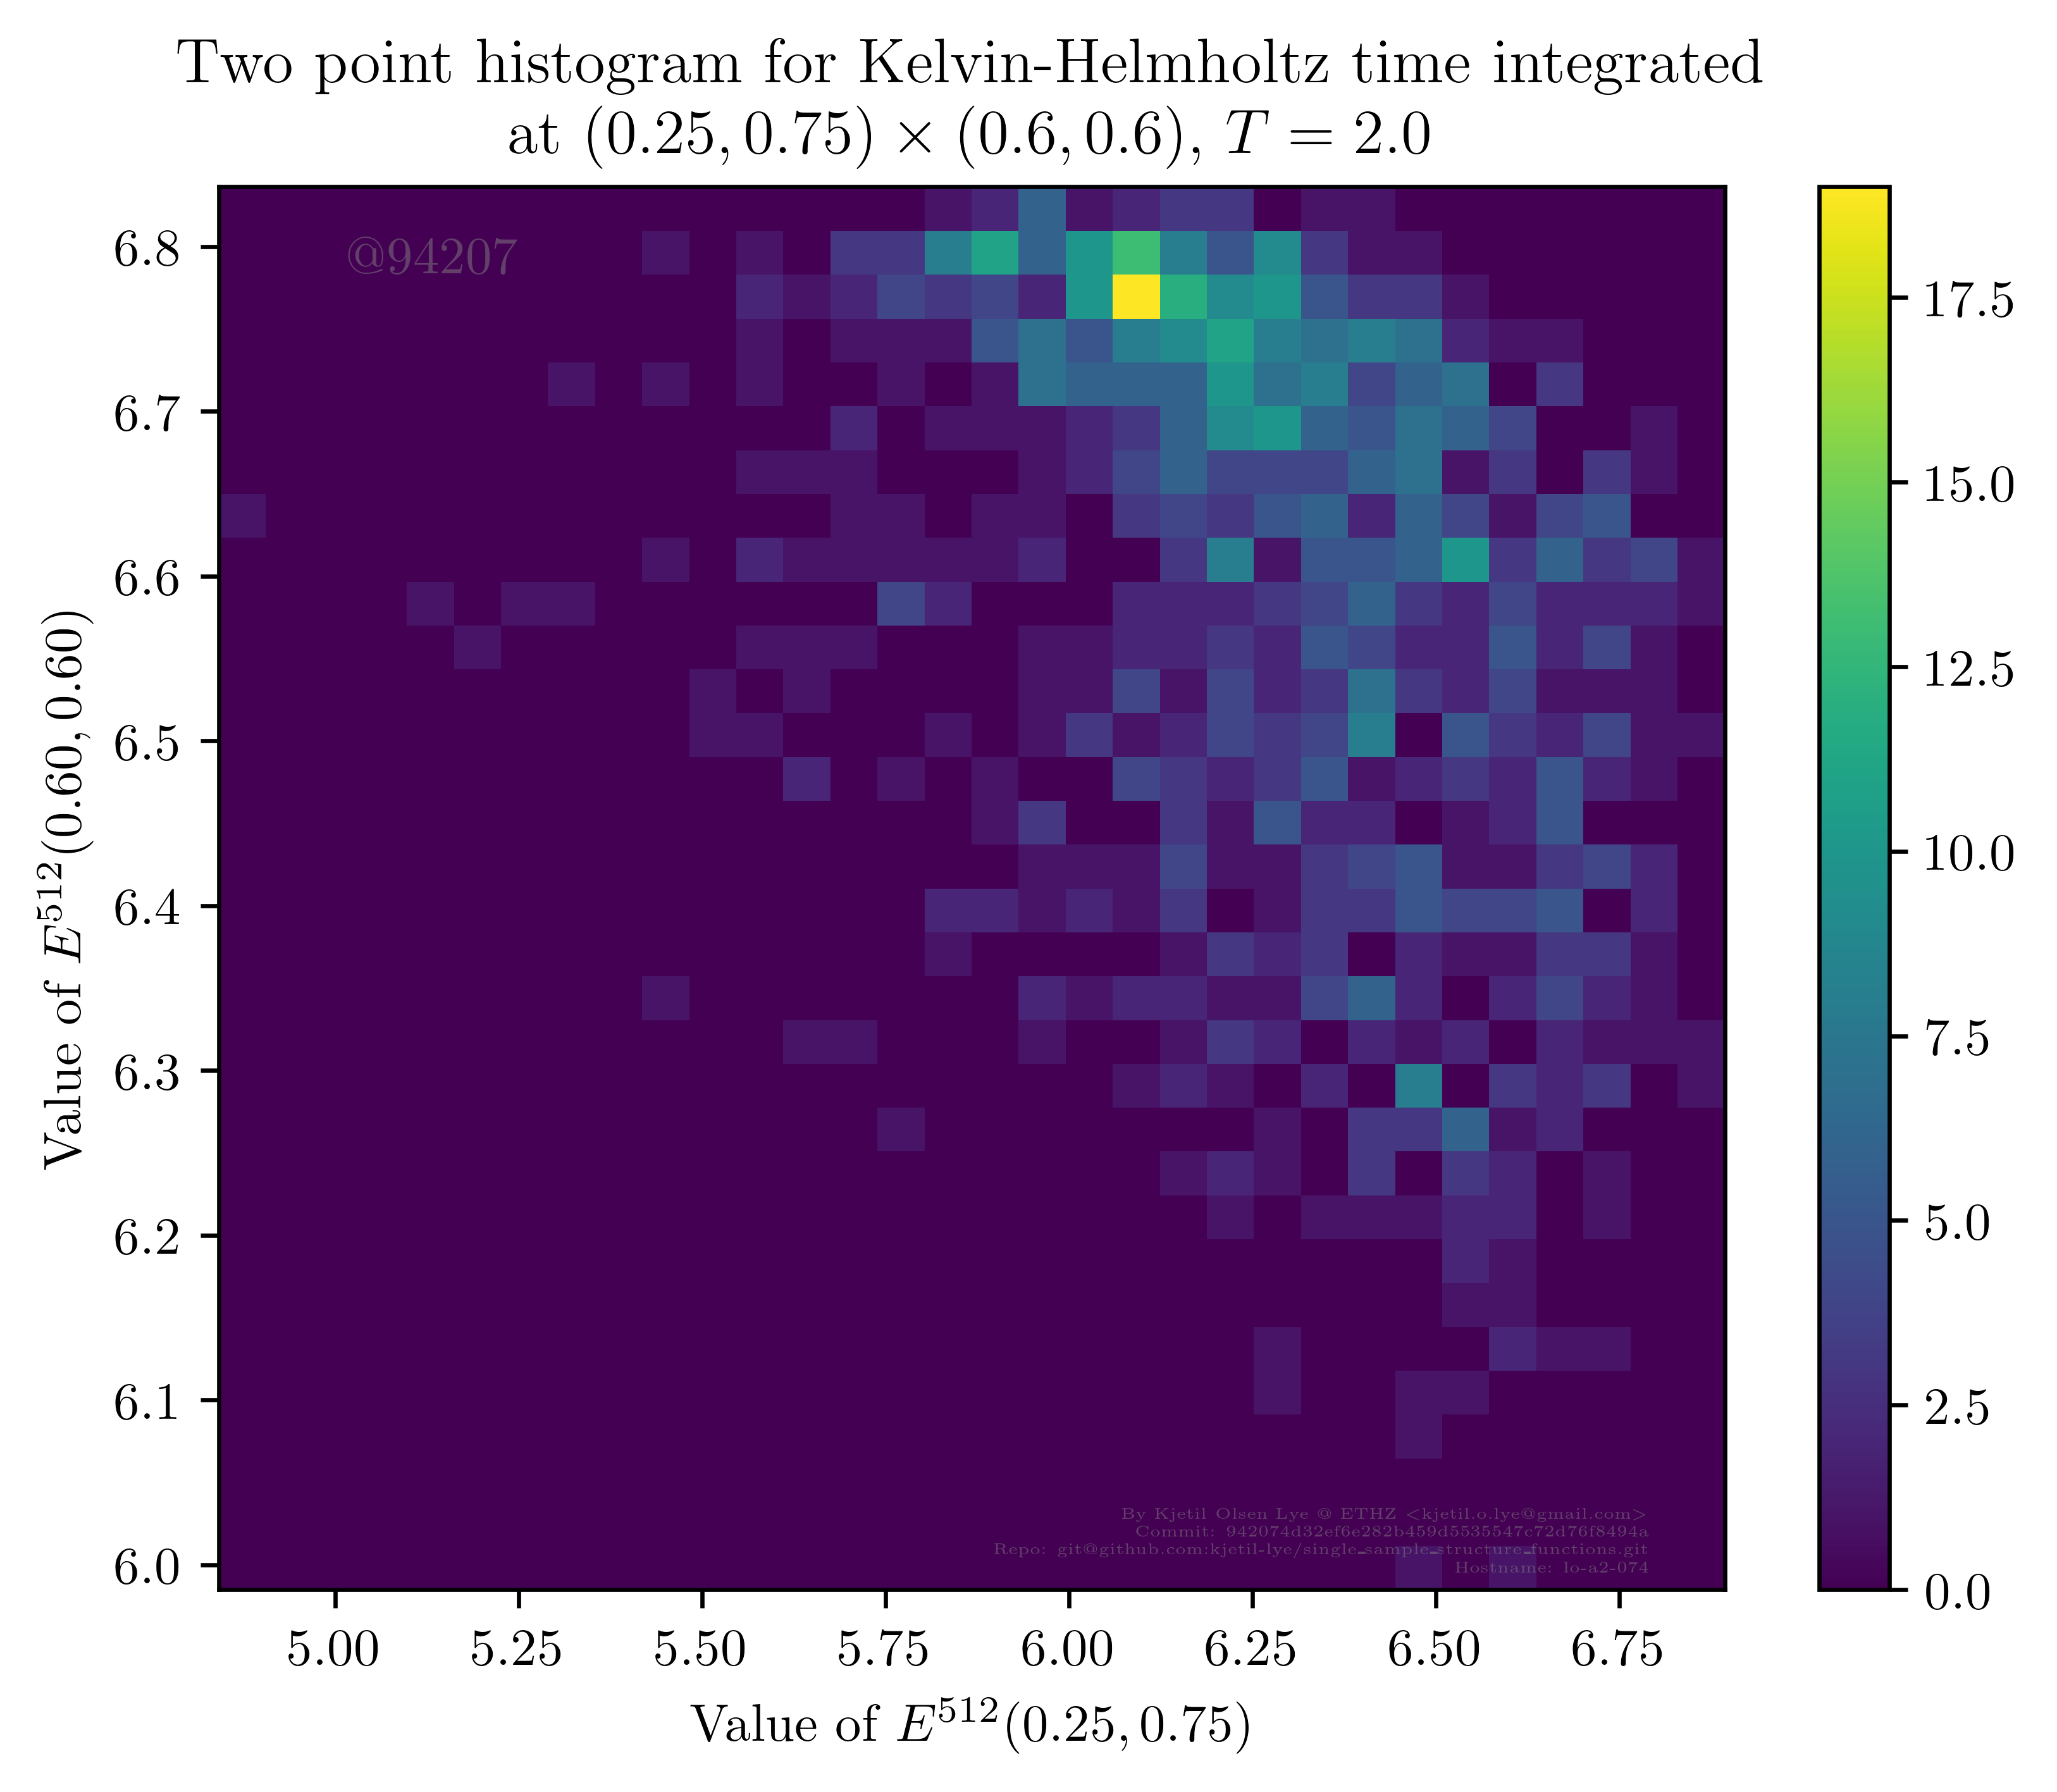 Two point histogram for Kelvin-Helmholtz time integrated
at (0.25, 0.75) × (0.6, 0.6), T = 2.0
©94207
6.8
6.7
6.6
6.5
6.4
6.3
6.2
6.1
6.0
Value of E^512(0.60, 0.60)
5.00 5.25 5.50 5.75 6.00 6.25 6.50 6.75
Value of E^512(0.25, 0.75)
17.5
15.0
12.5
10.0
7.5
5.0
2.5
0.0
By Kjetil Olsen Lye @ ETHZ <kjetil.o.lye@gmail.com>
Commit: 942074d32ef6e282b459d5535547c72d76f8494a
Repo: git@github.com:kjetil-lye/single_sample_structure_functions.git
Hostname: lo-a2-074